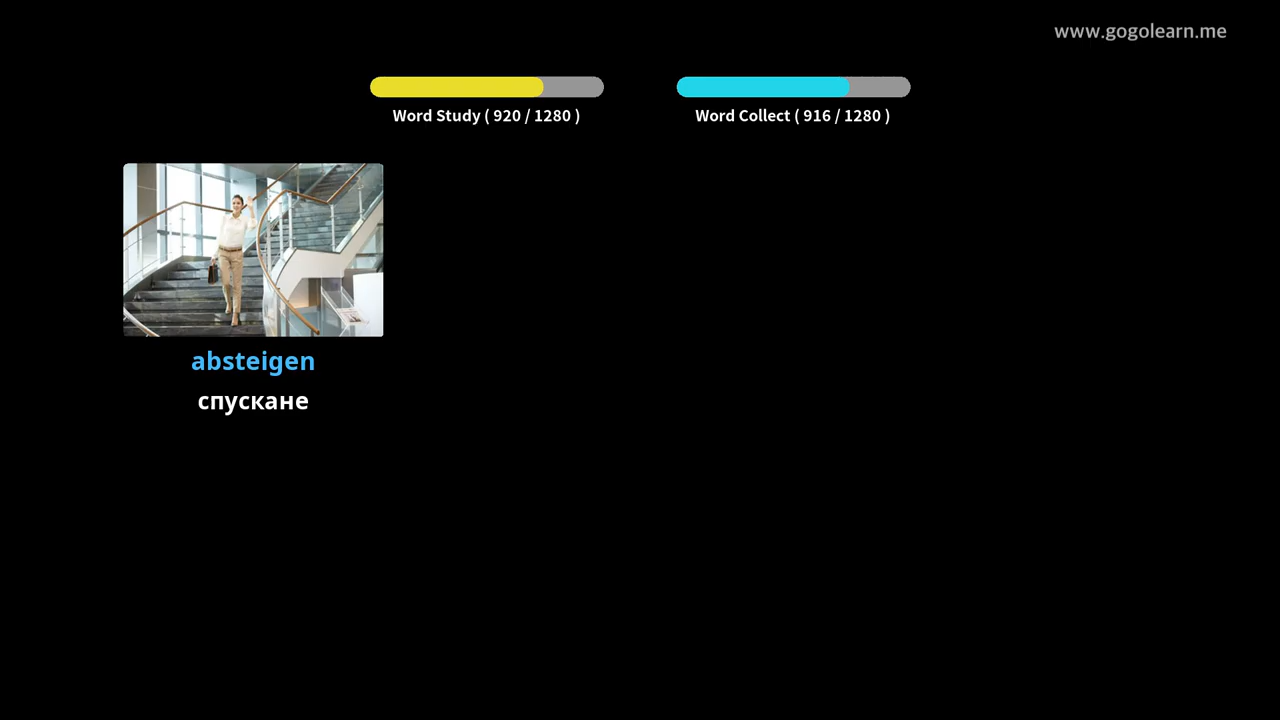 www.gogolearn.me
Word Study ( 920 / 1280 )
Word Collect ( 916 / 1280 )
absteigen
спускане